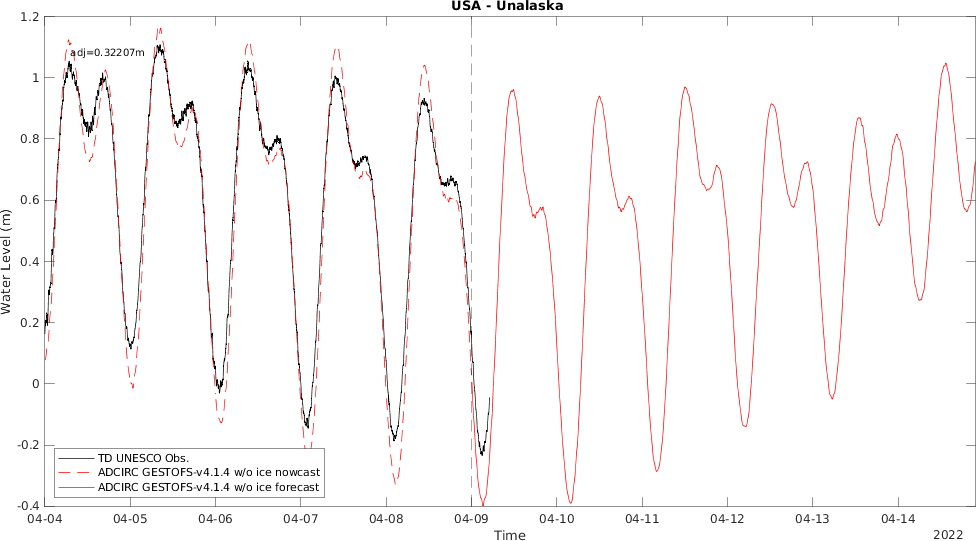 USA - Unalaska
adj=0.32207m
Water Level (m)
1.2
1
0.8
0.6
0.4
0.2
0
-0.2
-0.4
TD UNESCO Obs.
ADCIRC GESTOFS-v4.1.4 w/o ice nowcast
ADCIRC GESTOFS-v4.1.4 w/o ice forecast
04-04 04-05 04-06 04-07 04-08 04-09 04-10 04-11 04-12 04-13 04-14
Time
2022